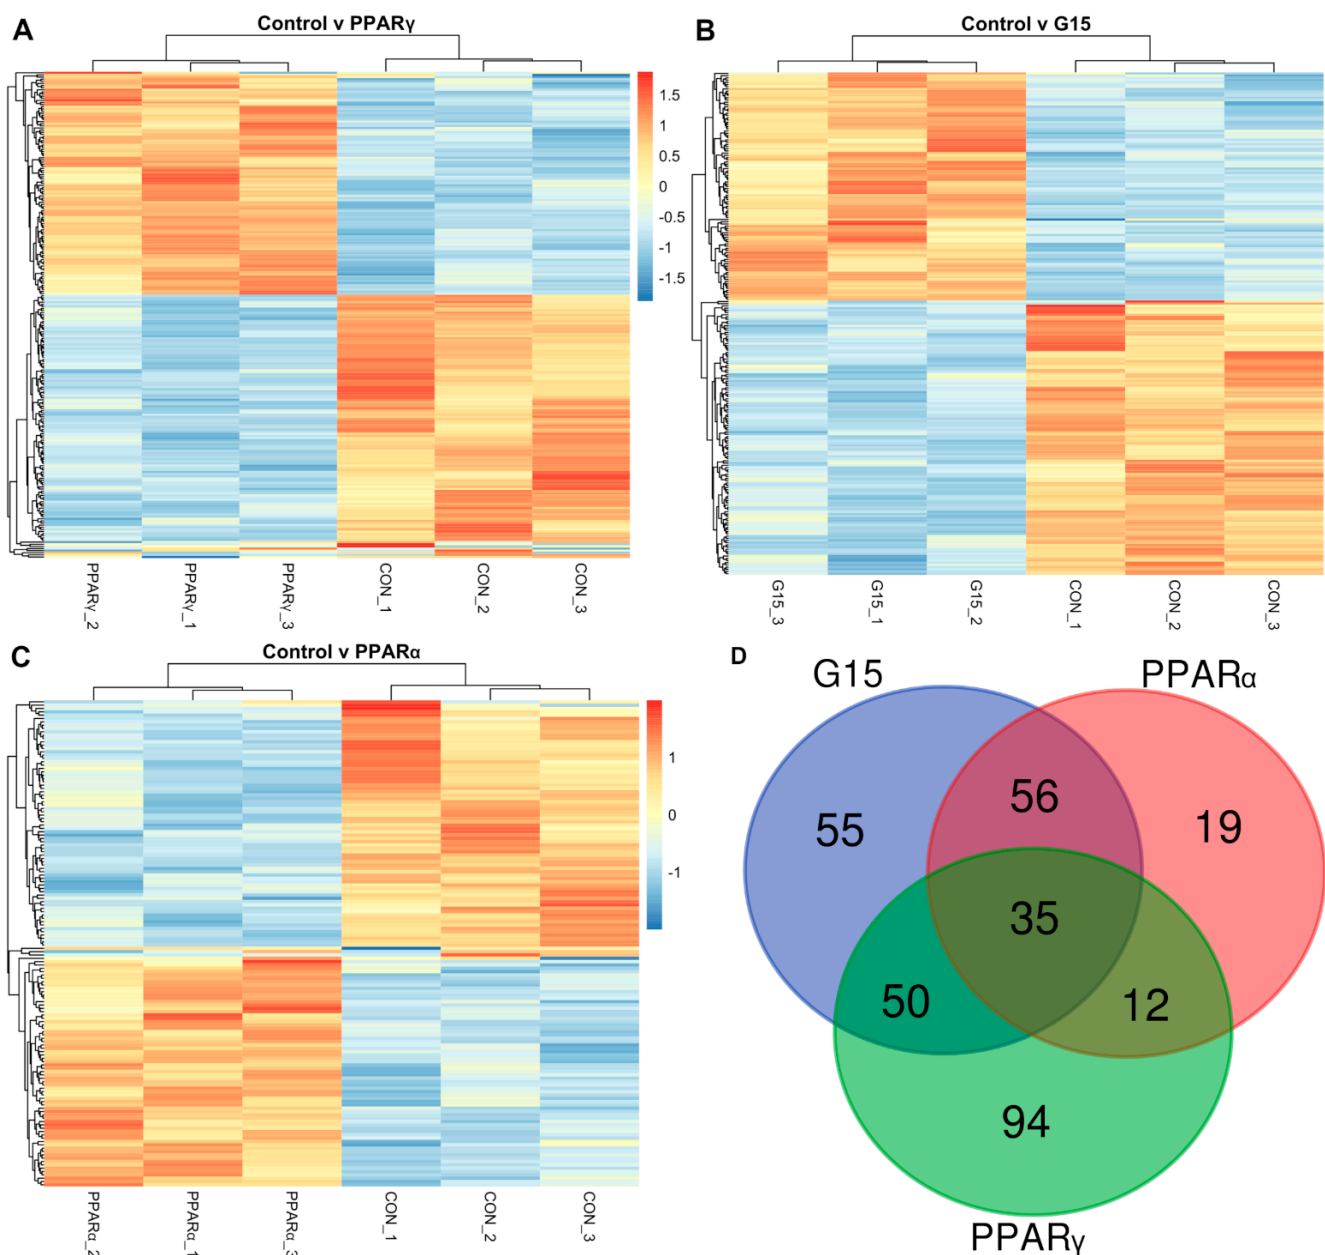 A
Control v PPARγ
1.5
1
0.5
0
-0.5
-1
-1.5
PPARγ_2
PPARγ_1
PPARγ_3
CON_1
CON_2
CON_3
B
Control v G15
G15_3
G15_1
G15_2
CON_1
CON_2
CON_3
C
Control v PPARα
1
0
-1
PPARα_2
PPARα_1
PPARα_3
CON_1
CON_2
CON_3
D
G15
PPARα
55
56
19
35
50
12
94
PPARγ